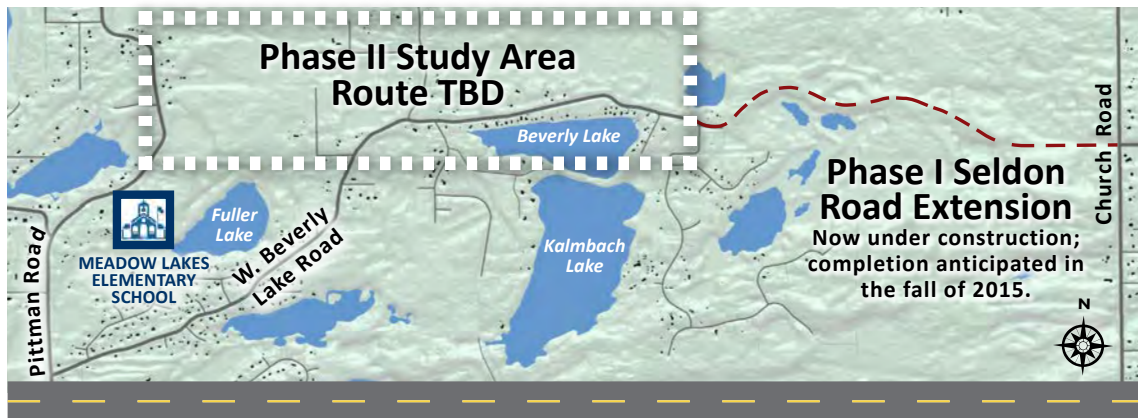 Phase II Study Area
Route TBD
Beverly Lake
Church Road
Phase I Seldon
Road Extension
Now under construction;
completion anticipated in
the fall of 2015.
Fuller
Lake
Kalmbach
Lake
W. Beverly
Lake Road
MEADOW LAKES
ELEMENTARY
SCHOOL
Pittman Road
N